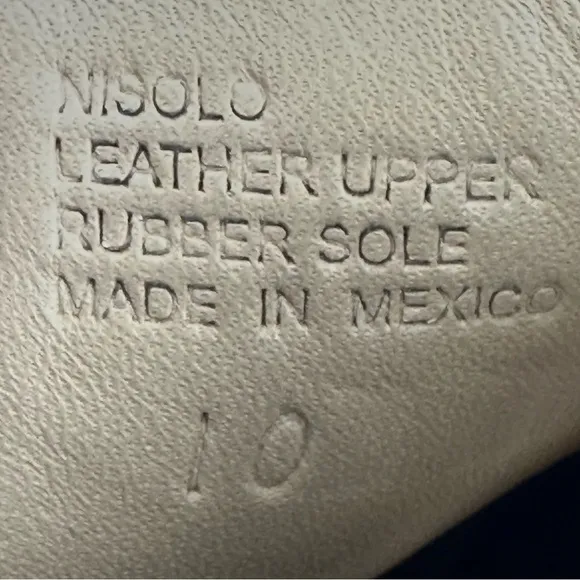 NISOLO
LEATHER UPPER
RUBBER SOLE
MADE IN MEXICO
10